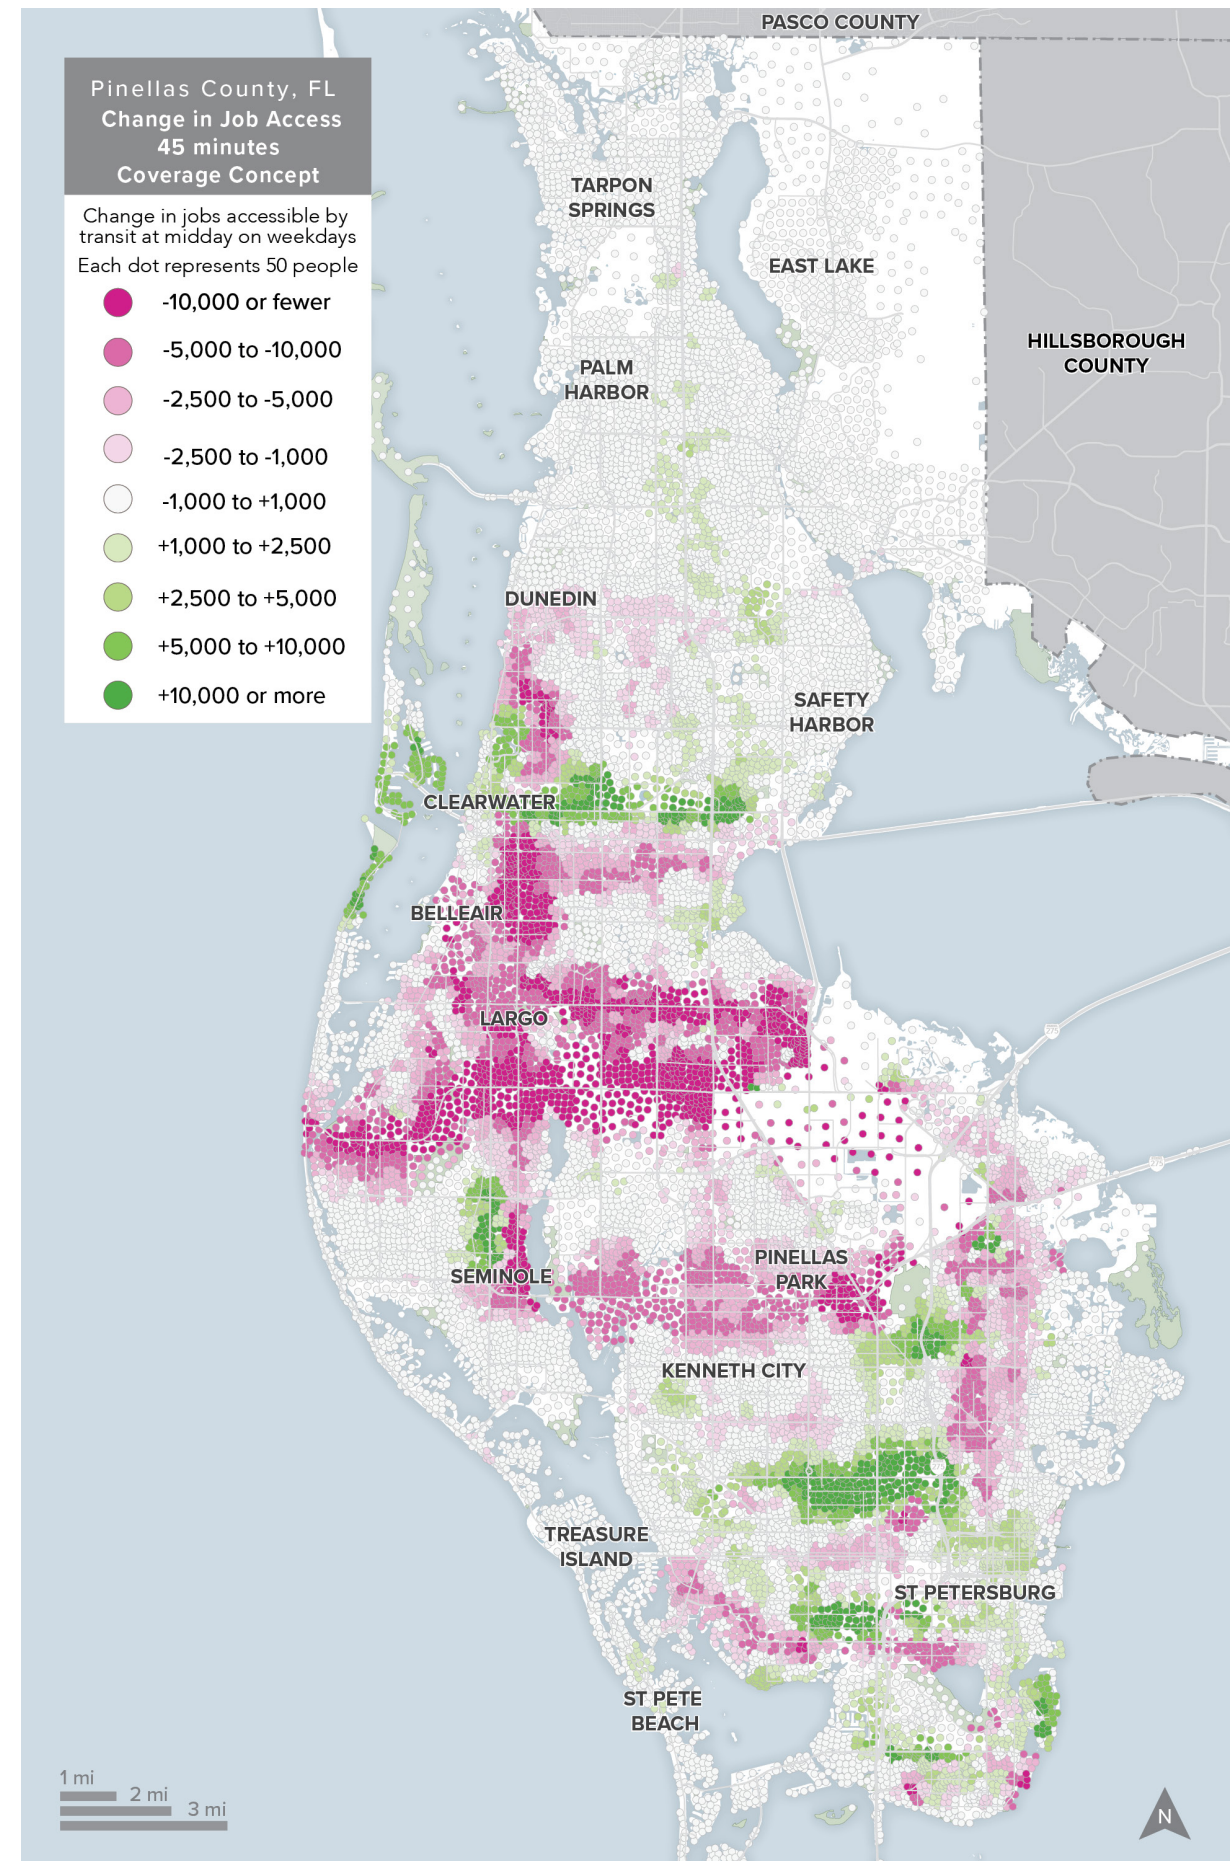 PASCO COUNTY
Pinellas County, FL
Change in Job Access
45 minutes
Coverage Concept
Change in jobs accessible by
transit at midday on weekdays
Each dot represents 50 people
-10,000 or fewer
-5,000 to -10,000
-2,500 to -5,000
-2,500 to -1,000
-1,000 to +1,000
+1,000 to +2,500
+2,500 to +5,000
+5,000 to +10,000
+10,000 or more
TARPON
SPRINGS
EAST LAKE
HILLSBOROUGH
COUNTY
PALM
HARBOR
DUNEDIN
SAFETY
HARBOR
CLEARWATER
BELLEAIR
LARGO
275
275
PINELLAS
PARK
SEMINOLE
KENNETH CITY
TREASURE
ISLAND
ST PETERSBURG
ST PETE
BEACH
1 mi
2 mi
3 mi
N